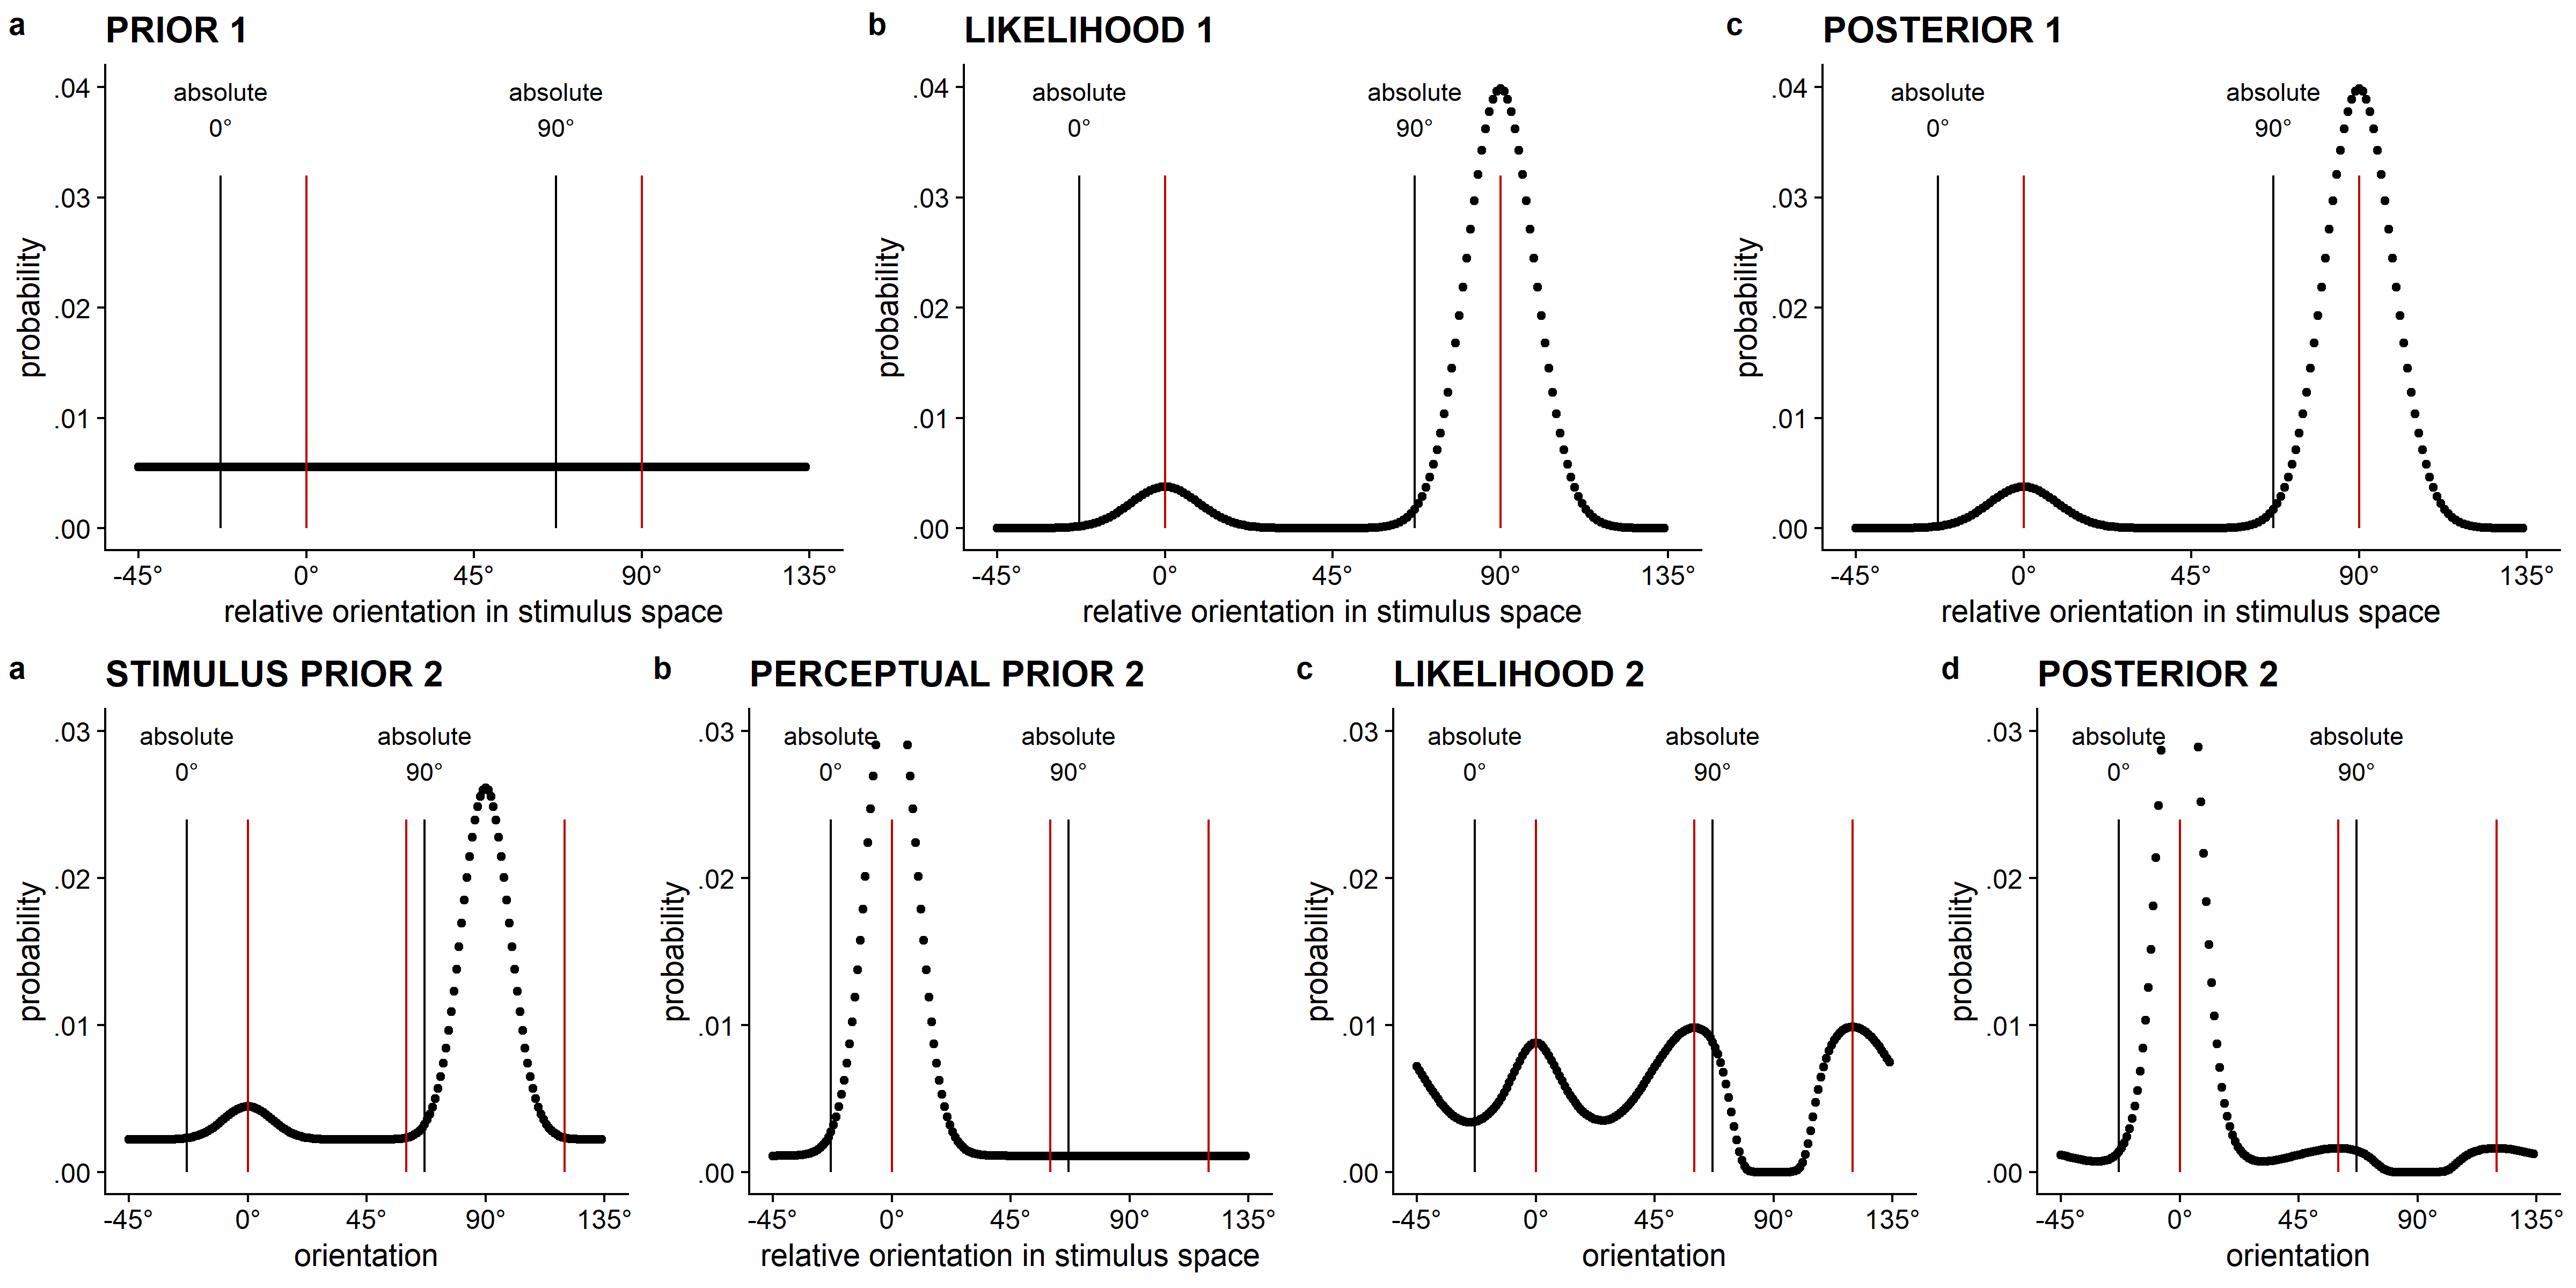 a PRIOR 1
.04
.03
.02
.01
.00
absolute
0°
absolute
90°
probability
-45° 0° 45° 90° 135°
relative orientation in stimulus space
b LIKELIHOOD 1
.04
.03
.02
.01
.00
absolute
0°
absolute
90°
probability
-45° 0° 45° 90° 135°
relative orientation in stimulus space
c POSTERIOR 1
.04
.03
.02
.01
.00
absolute
0°
absolute
90°
probability
-45° 0° 45° 90° 135°
relative orientation in stimulus space
a STIMULUS PRIOR 2
.03
.02
.01
.00
absolute
0°
absolute
90°
probability
-45° 0° 45° 90° 135°
orientation
b PERCEPTUAL PRIOR 2
.03
.02
.01
.00
absolute
0°
absolute
90°
probability
-45° 0° 45° 90° 135°
relative orientation in stimulus space
c LIKELIHOOD 2
.03
.02
.01
.00
absolute
0°
absolute
90°
probability
-45° 0° 45° 90° 135°
orientation
d POSTERIOR 2
.03
.02
.01
.00
absolute
0°
absolute
90°
probability
-45° 0° 45° 90° 135°
orientation